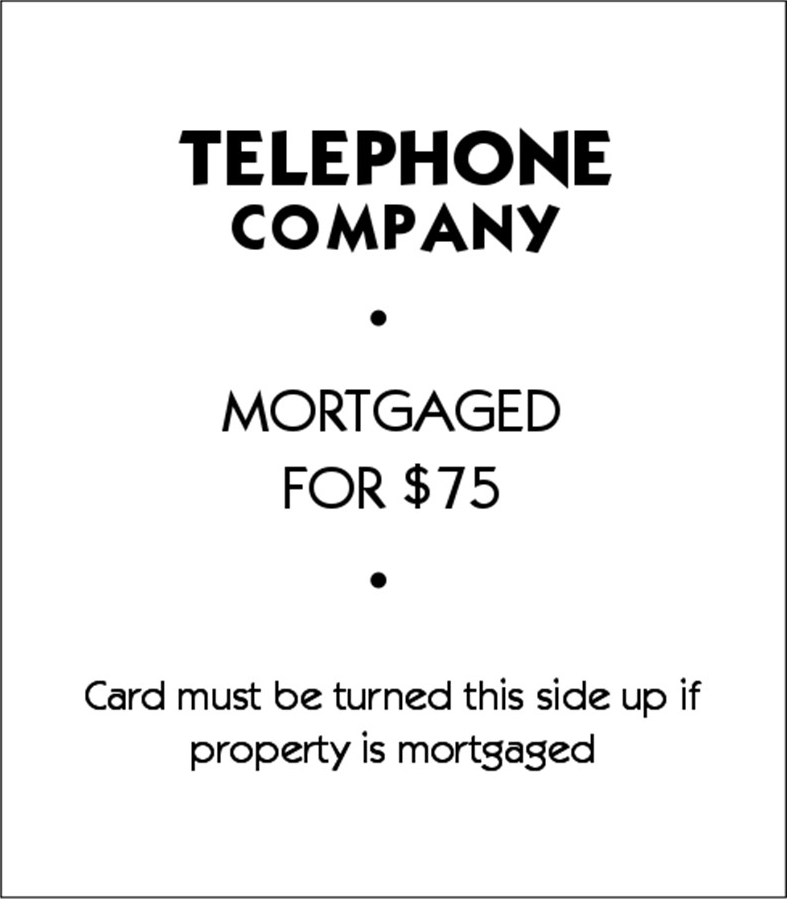 TELEPHONE
COMPANY
•
MORTGAGED
FOR $75
•
Card must be turned this side up if
property is mortgaged